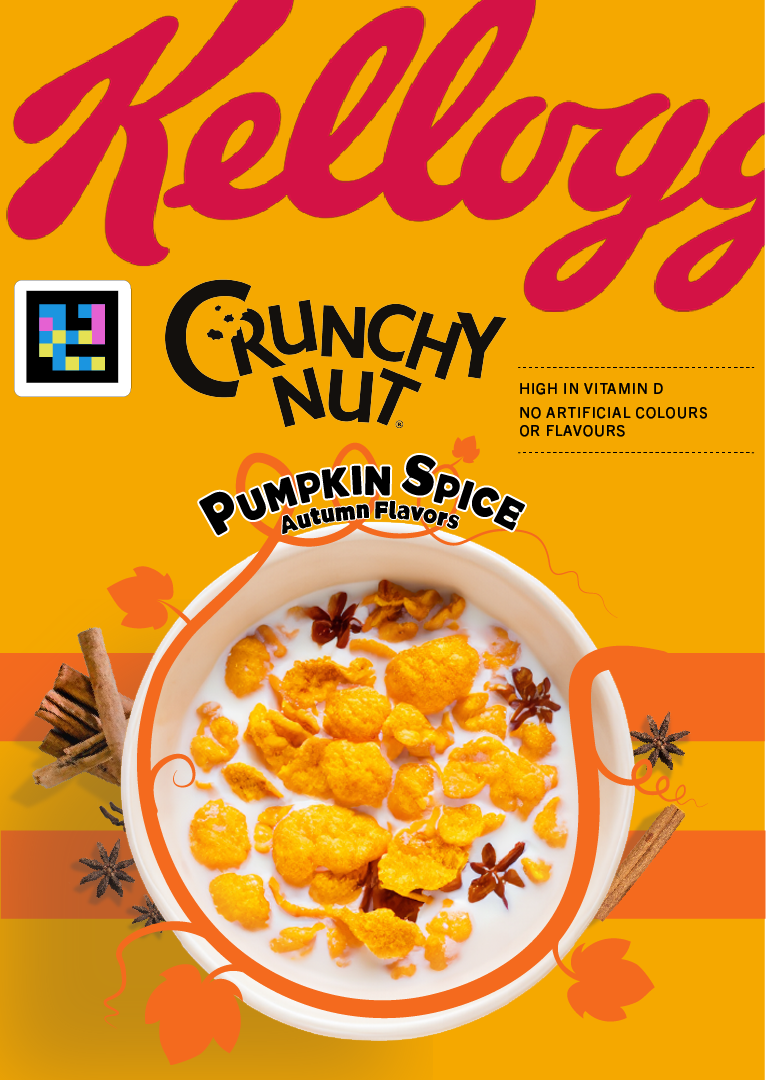 Kellogg
CRUNCHY
NUT®
HIGH IN VITAMIN D
NO ARTIFICIAL COLOURS
OR FLAVOURS
PUMPKIN SPICE
Autumn Flavors